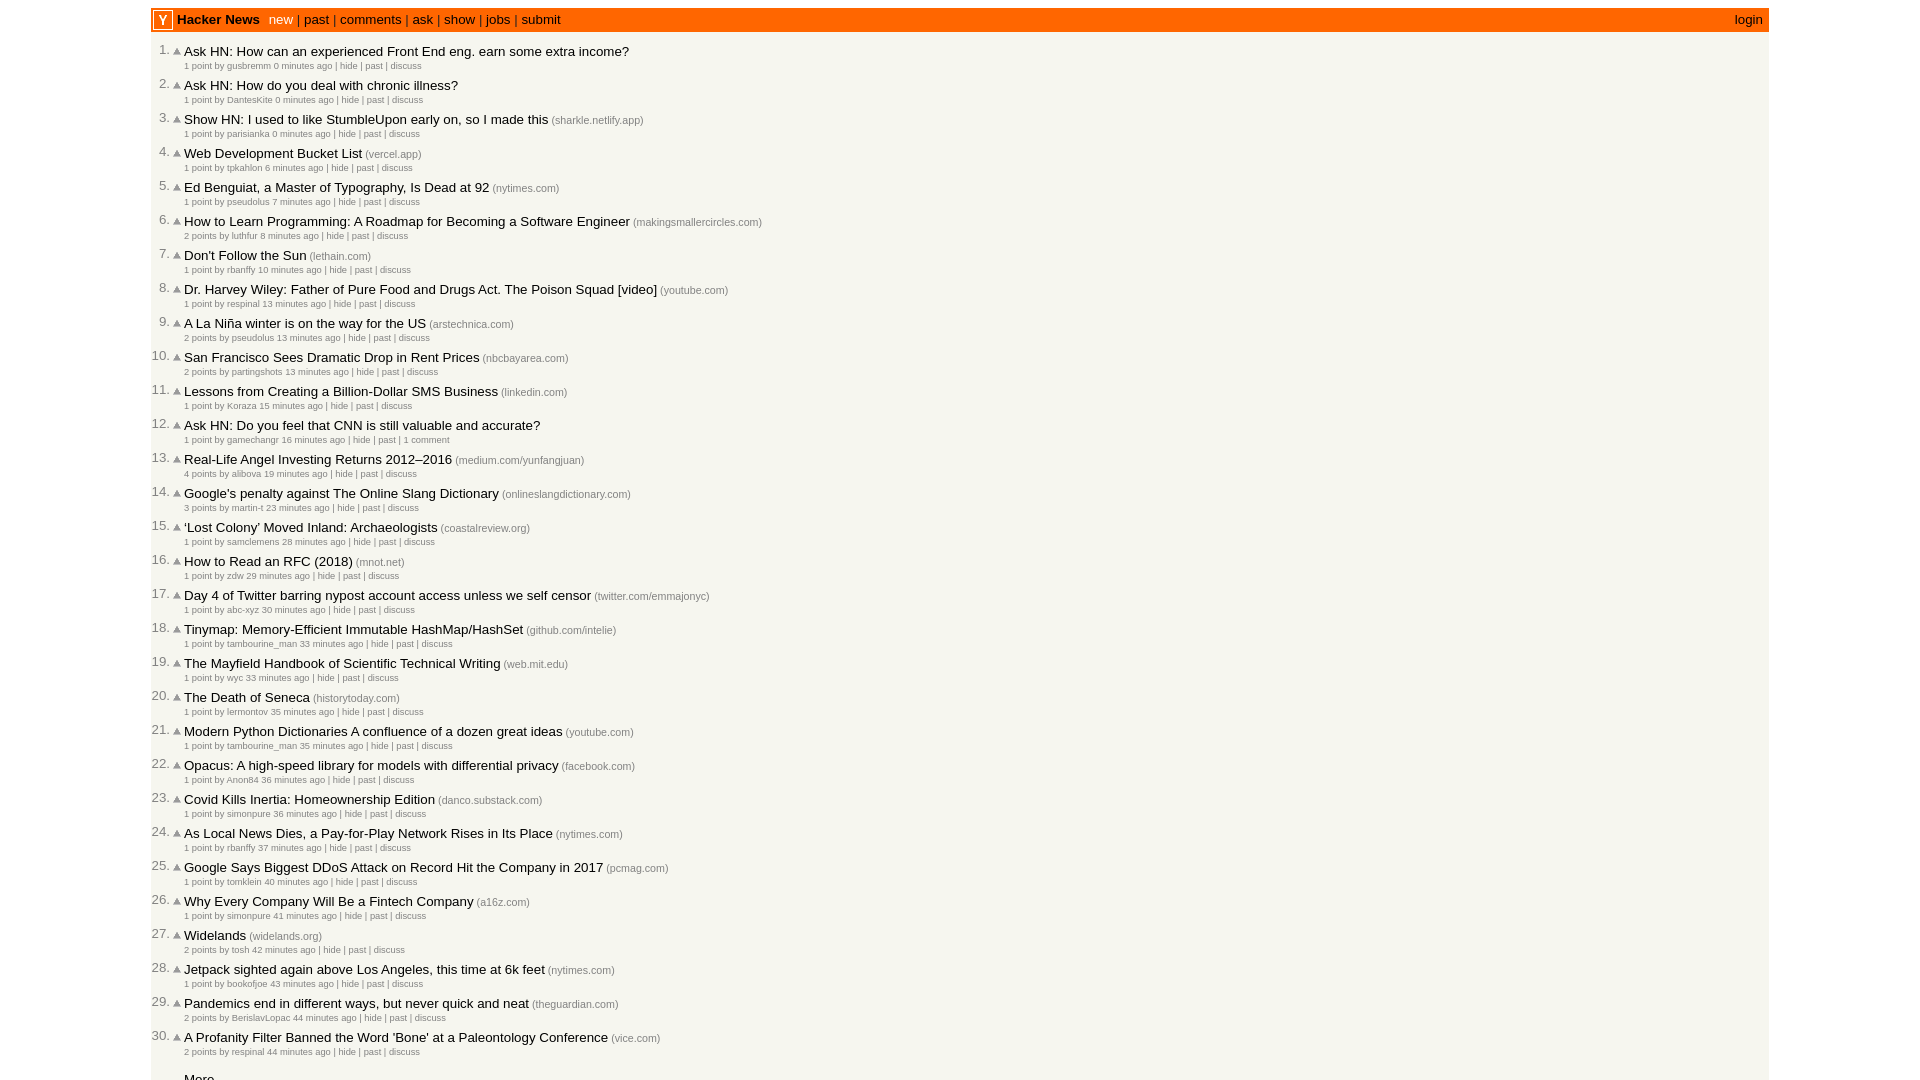 Y Hacker News new | past | comments | ask | show | jobs | submit login
1. Ask HN: How can an experienced Front End eng. earn some extra income?
1 point by gusbremm 0 minutes ago | hide | past | discuss
2. Ask HN: How do you deal with chronic illness?
1 point by DantesKite 0 minutes ago | hide | past | discuss
3. Show HN: I used to like StumbleUpon early on, so I made this (sharkle.netlify.app)
1 point by parisianka 0 minutes ago | hide | past | discuss
4. Web Development Bucket List (vercel.app)
1 point by tpkahlon 6 minutes ago | hide | past | discuss
5. Ed Benguiat, a Master of Typography, Is Dead at 92 (nytimes.com)
1 point by pseudolus 7 minutes ago | hide | past | discuss
6. How to Learn Programming: A Roadmap for Becoming a Software Engineer (makingsmallercircles.com)
2 points by luthfur 8 minutes ago | hide | past | discuss
7. Don't Follow the Sun (lethain.com)
1 point by rbanffy 10 minutes ago | hide | past | discuss
8. Dr. Harvey Wiley: Father of Pure Food and Drugs Act. The Poison Squad [video] (youtube.com)
1 point by respinal 13 minutes ago | hide | past | discuss
9. A La Niña winter is on the way for the US (arstechnica.com)
2 points by pseudolus 13 minutes ago | hide | past | discuss
10. San Francisco Sees Dramatic Drop in Rent Prices (nbcbayarea.com)
2 points by partingshots 13 minutes ago | hide | past | discuss
11. Lessons from Creating a Billion-Dollar SMS Business (linkedin.com)
1 point by Koraza 15 minutes ago | hide | past | discuss
12. Ask HN: Do you feel that CNN is still valuable and accurate?
1 point by gamechangr 16 minutes ago | hide | past | 1 comment
13. Real-Life Angel Investing Returns 2012–2016 (medium.com/yunfangjuan)
4 points by alibova 19 minutes ago | hide | past | discuss
14. Google's penalty against The Online Slang Dictionary (onlineslangdictionary.com)
3 points by martin-t 23 minutes ago | hide | past | discuss
15. ‘Lost Colony’ Moved Inland: Archaeologists (coastalreview.org)
1 point by samclemens 28 minutes ago | hide | past | discuss
16. How to Read an RFC (2018) (mnot.net)
1 point by zdw 29 minutes ago | hide | past | discuss
17. Day 4 of Twitter barring nypost account access unless we self censor (twitter.com/emmajonyc)
1 point by abc-xyz 30 minutes ago | hide | past | discuss
18. Tinymap: Memory-Efficient Immutable HashMap/HashSet (github.com/intelie)
1 point by tambourine_man 33 minutes ago | hide | past | discuss
19. The Mayfield Handbook of Scientific Technical Writing (web.mit.edu)
1 point by wyc 33 minutes ago | hide | past | discuss
20. The Death of Seneca (historytoday.com)
1 point by lermontov 35 minutes ago | hide | past | discuss
21. Modern Python Dictionaries A confluence of a dozen great ideas (youtube.com)
1 point by tambourine_man 35 minutes ago | hide | past | discuss
22. Opacus: A high-speed library for models with differential privacy (facebook.com)
1 point by Anon84 36 minutes ago | hide | past | discuss
23. Covid Kills Inertia: Homeownership Edition (danco.substack.com)
1 point by simonpure 36 minutes ago | hide | past | discuss
24. As Local News Dies, a Pay-for-Play Network Rises in Its Place (nytimes.com)
1 point by rbanffy 37 minutes ago | hide | past | discuss
25. Google Says Biggest DDoS Attack on Record Hit the Company in 2017 (pcmag.com)
1 point by tomklein 40 minutes ago | hide | past | discuss
26. Why Every Company Will Be a Fintech Company (a16z.com)
1 point by simonpure 41 minutes ago | hide | past | discuss
27. Widelands (widelands.org)
2 points by tosh 42 minutes ago | hide | past | discuss
28. Jetpack sighted again above Los Angeles, this time at 6k feet (nytimes.com)
1 point by bookofjoe 43 minutes ago | hide | past | discuss
29. Pandemics end in different ways, but never quick and neat (theguardian.com)
2 points by BerislavLopac 44 minutes ago | hide | past | discuss
30. A Profanity Filter Banned the Word 'Bone' at a Paleontology Conference (vice.com)
2 points by respinal 44 minutes ago | hide | past | discuss
More